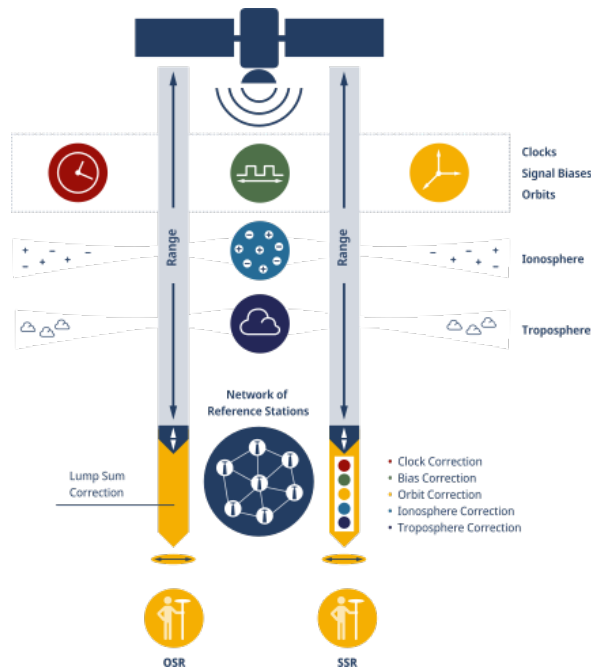 Clocks
Signal Biases
Orbits
Range
Range
Ionosphere
Troposphere
Network of
Reference Stations
Lump Sum
Correction
• Clock Correction
• Bias Correction
• Orbit Correction
• Ionosphere Correction
• Troposphere Correction
OSR
SSR